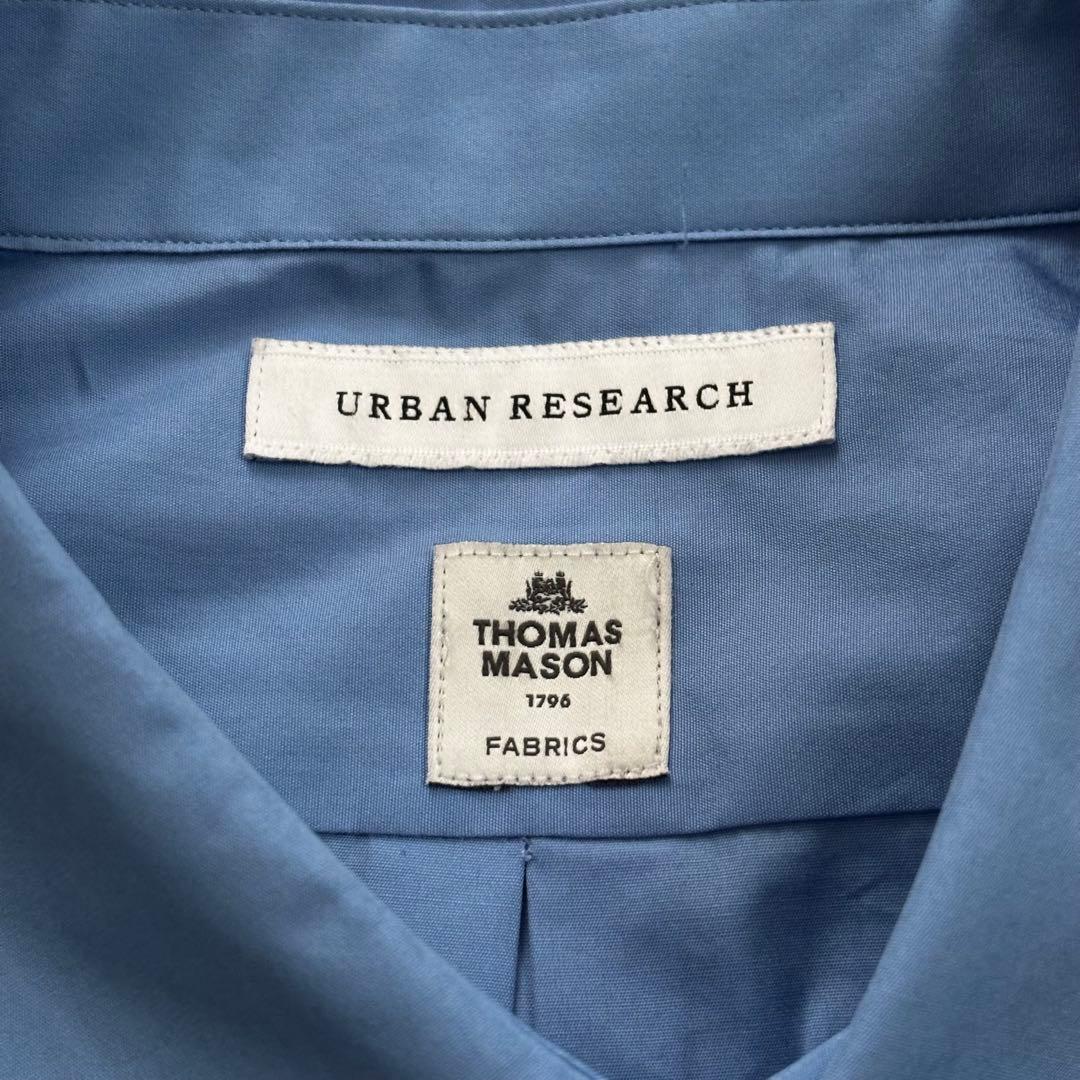 URBAN RESEARCH
THOMAS
MASON
1796
FABRICS